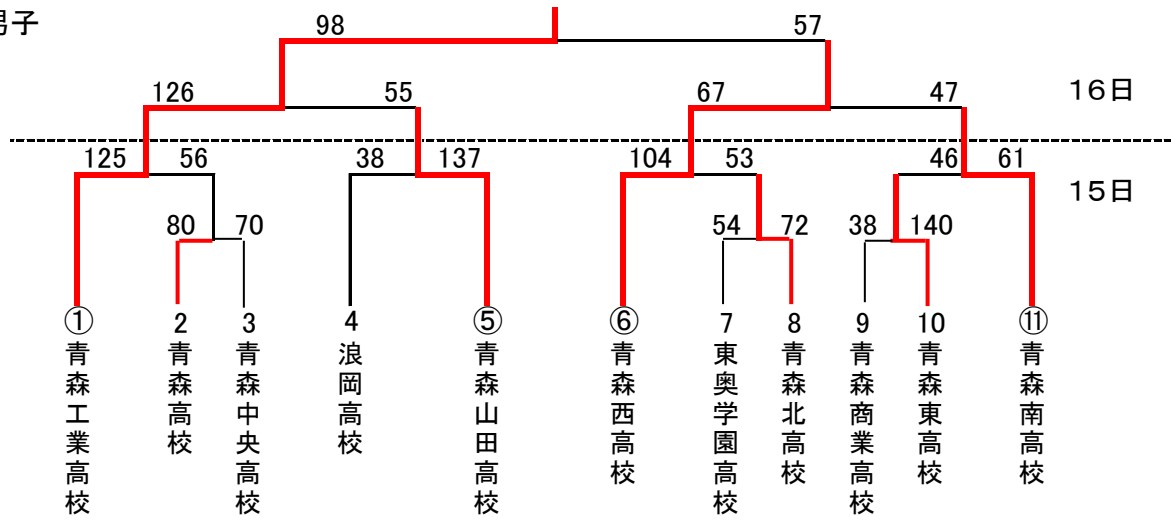 男子
98 57
126 55 67 47 16日
125 56 38 137 104 53 46 61
15日
80 70 54 72 38 140
① 2 3 4 ⑤ ⑥ 7 8 9 10 ⑪
青森工業高校
青森高校
青森中央高校
浪岡高校
青森山田高校
青森西高校
東奥学園高校
青森北高校
青森商業高校
青森東高校
青森南高校